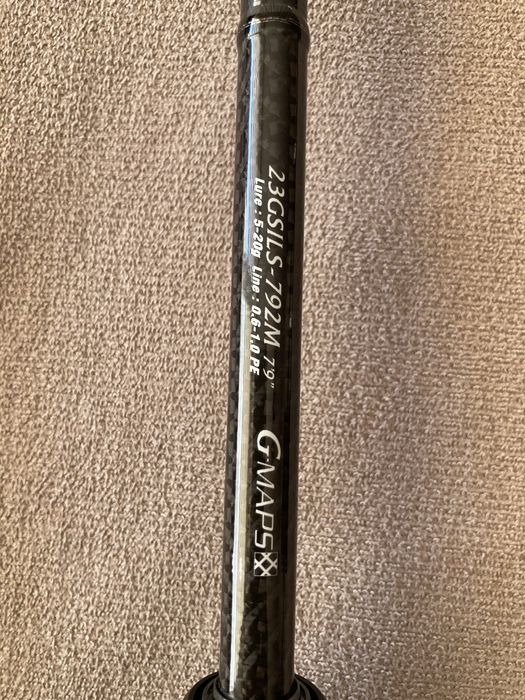 23GSILS-792M 7'9"
Lure : 5-20g Line : 0.6-1.0 PE
G-MAPS